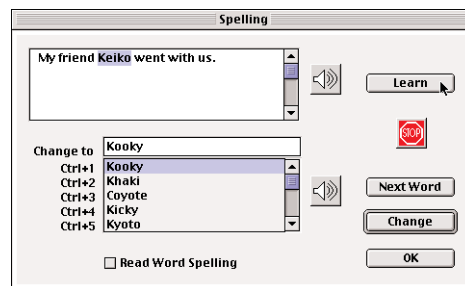 Spelling
My friend Keiko went with us.
Learn
STOP
Change to Kooky
Ctrl+1 Kooky
Ctrl+2 Khaki
Ctrl+3 Coyote
Ctrl+4 Kicky
Ctrl+5 Kyoto
Next Word
Change
OK
Read Word Spelling